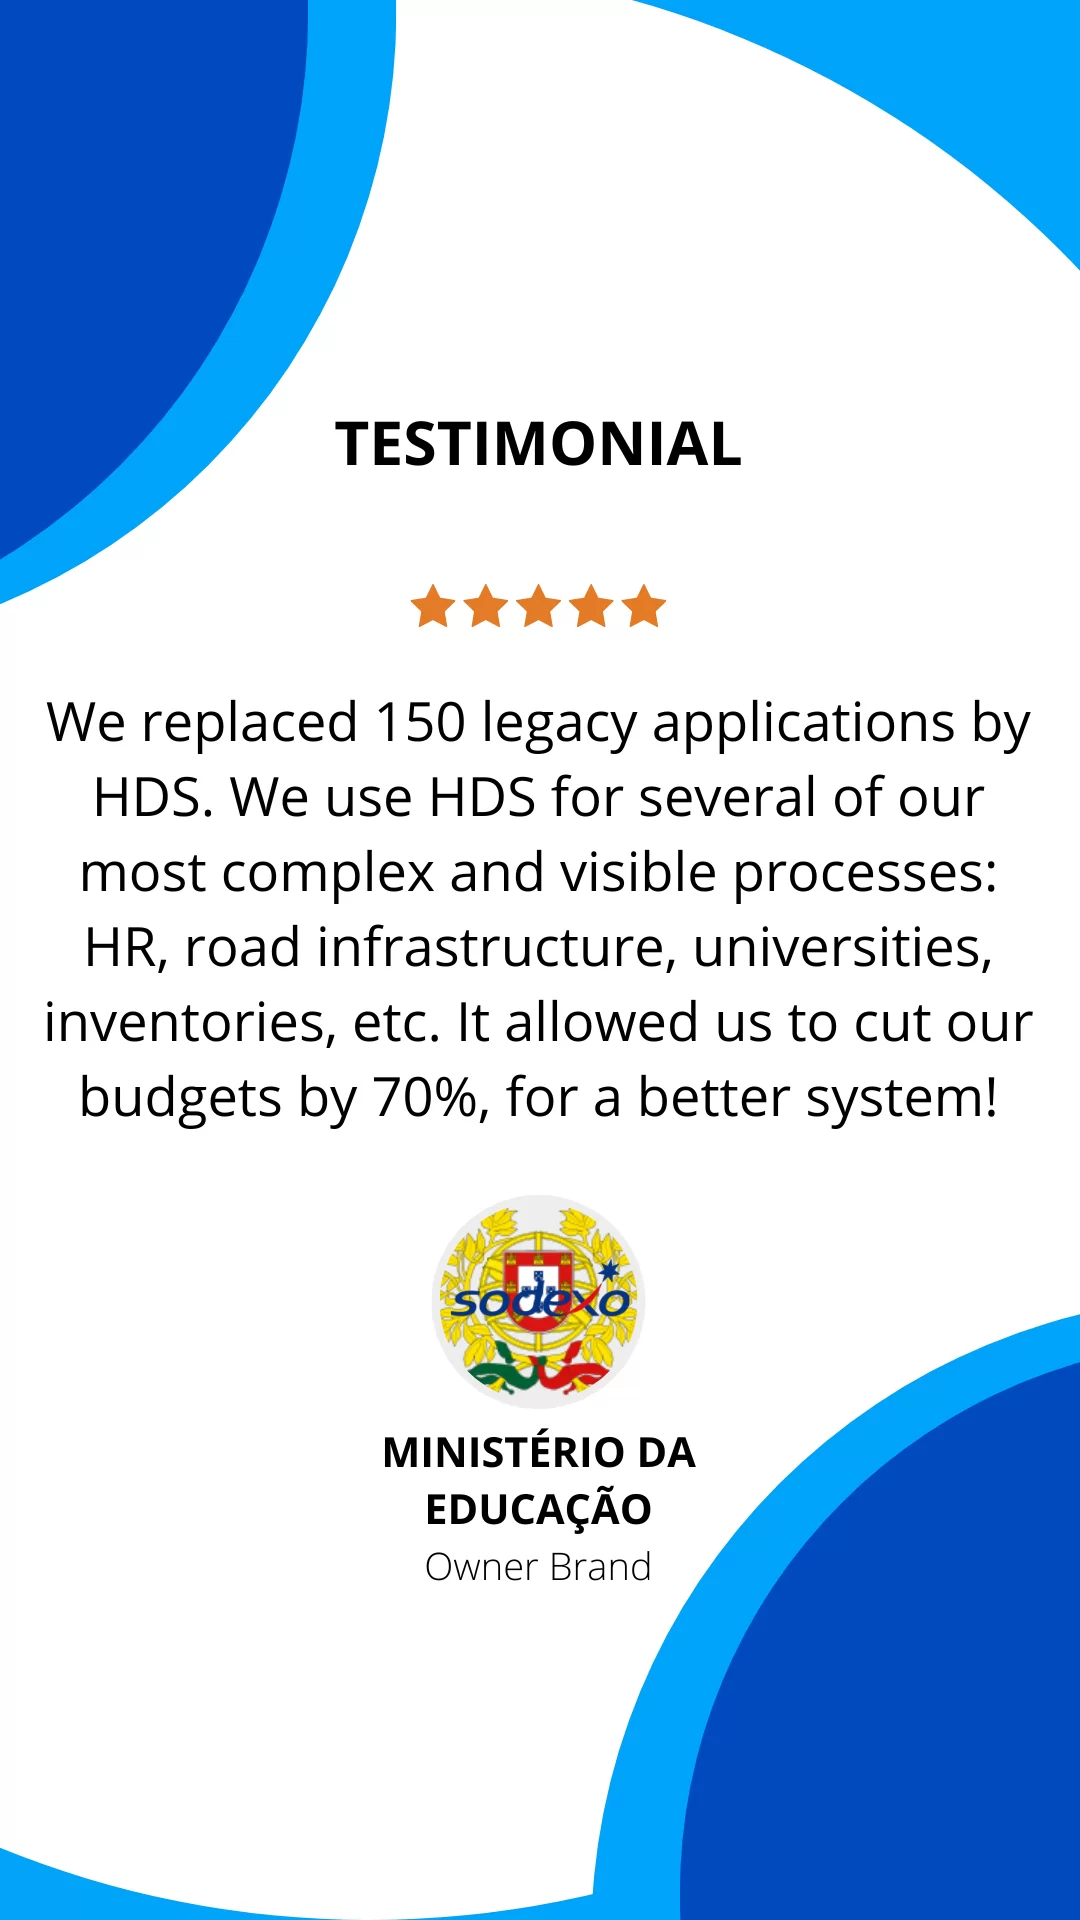 TESTIMONIAL
We replaced 150 legacy applications by
HDS. We use HDS for several of our
most complex and visible processes:
HR, road infrastructure, universities,
inventories, etc. It allowed us to cut our
budgets by 70%, for a better system!
sodexo
MINISTÉRIO DA
EDUCAÇÃO
Owner Brand